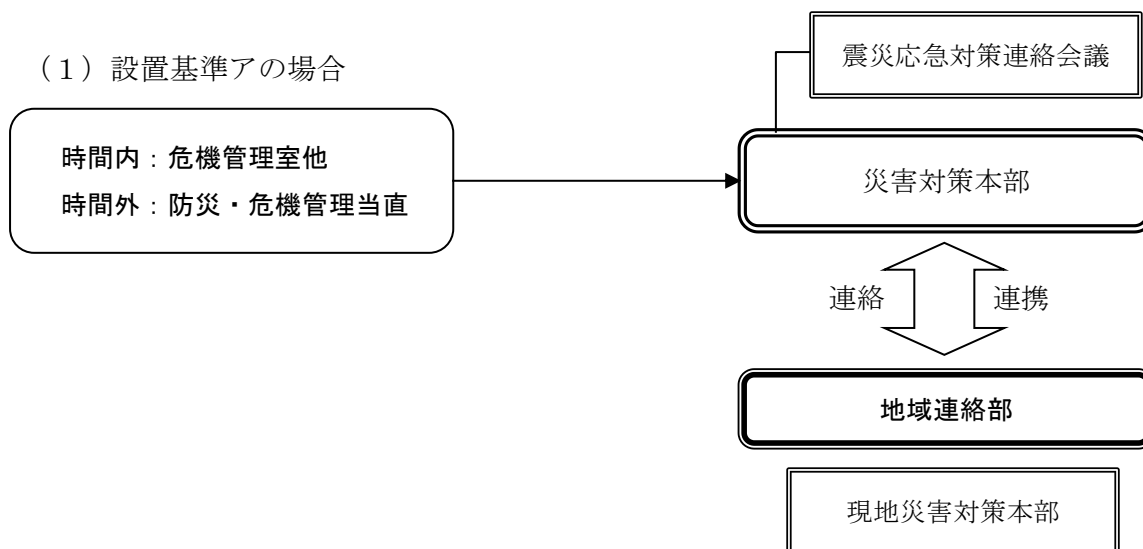 （１）設置基準アの場合
震災応急対策連絡会議
時間内：危機管理室他
時間外：防災・危機管理当直
災害対策本部
連絡
連携
地域連絡部
現地災害対策本部